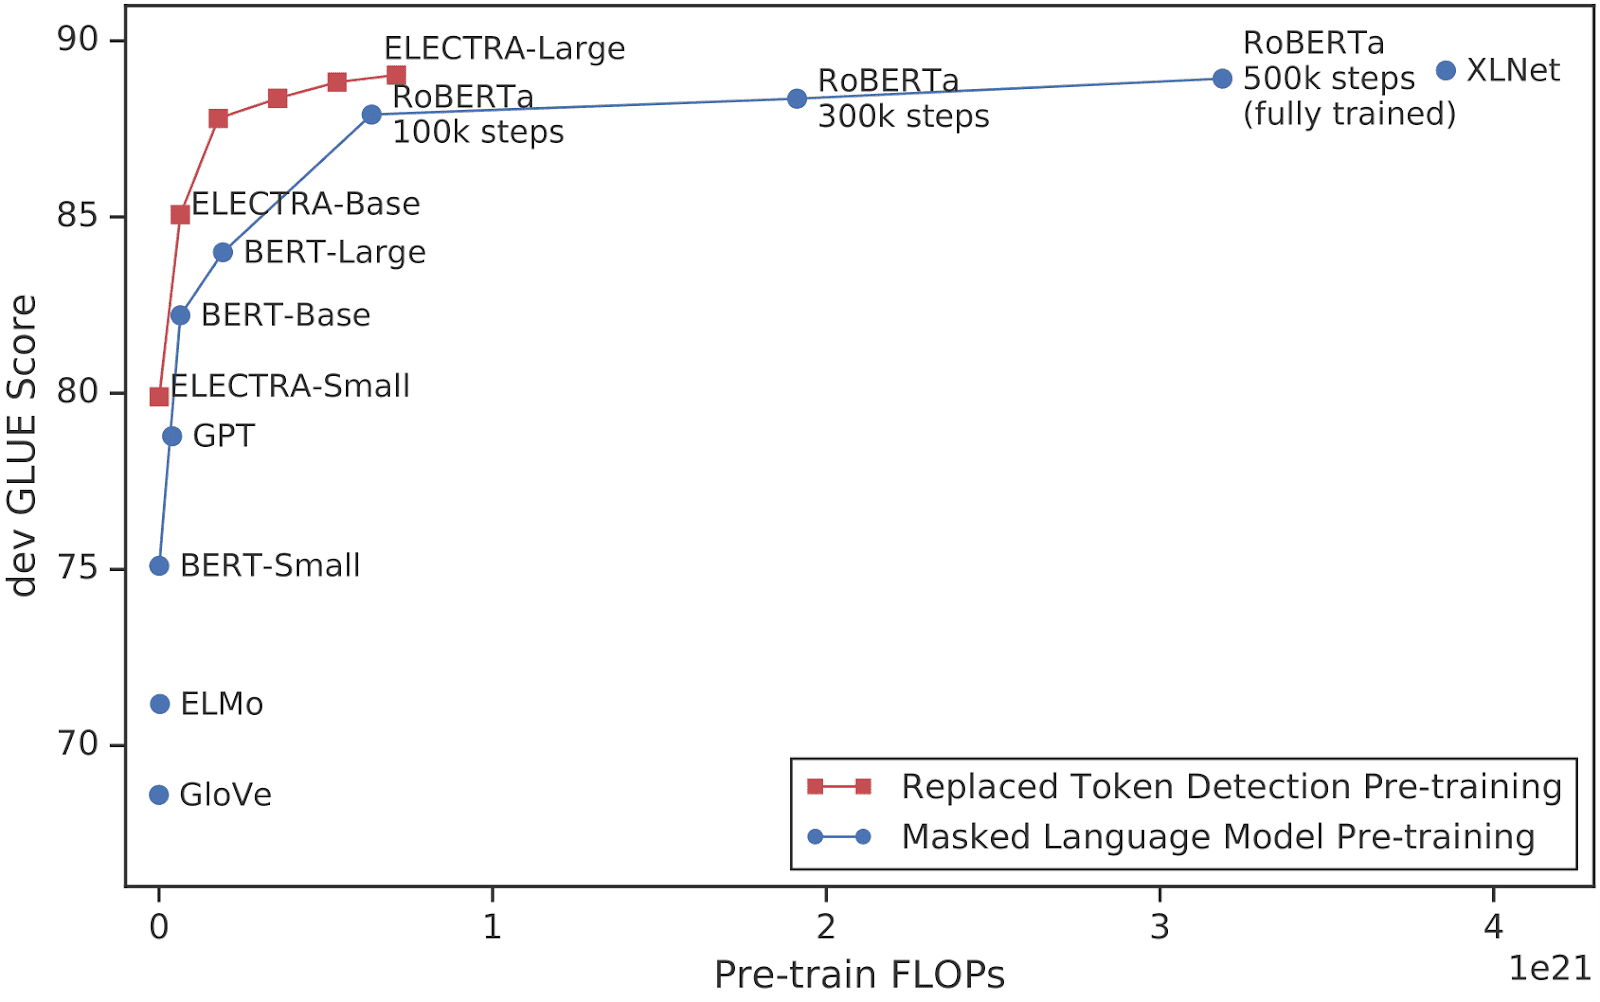 90
ELECTRA-Large
RoBERTa
100k steps
RoBERTa
300k steps
RoBERTa
500k steps
(fully trained)
XLNet
85
ELECTRA-Base
BERT-Large
BERT-Base
80
ELECTRA-Small
GPT
75
BERT-Small
ELMo
70
GloVe
dev GLUE Score
Replaced Token Detection Pre-training
Masked Language Model Pre-training
0
1
2
3
4
1e21
Pre-train FLOPs